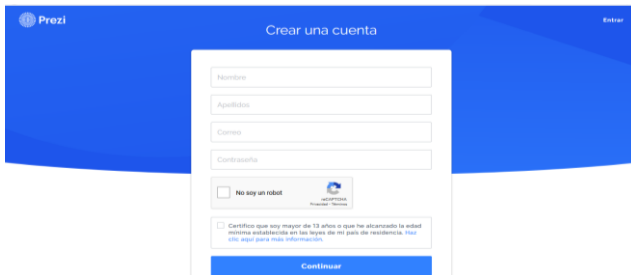 Prezi
Entrar
Crear una cuenta
Nombre
Apellidos
Correo
Contraseña
No soy un robot
reCAPTCHA
Privacidad - Términos
Certifico que soy mayor de 13 años o que he alcanzado la edad
mínima establecida en las leyes de mi país de residencia. Haz
clic aquí para más información.
Continuar